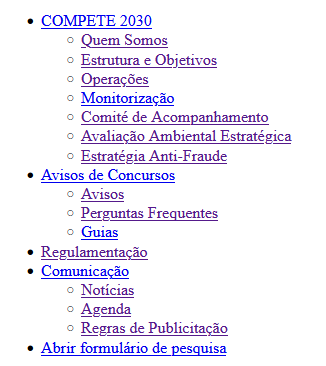 COMPETE 2030
Quem Somos
Estrutura e Objetivos
Operações
Monitorização
Comité de Acompanhamento
Avaliação Ambiental Estratégica
Estratégia Anti-Fraude
Avisos de Concursos
Avisos
Perguntas Frequentes
Guias
Regulamentação
Comunicação
Notícias
Agenda
Regras de Publicitação
Abrir formulário de pesquisa